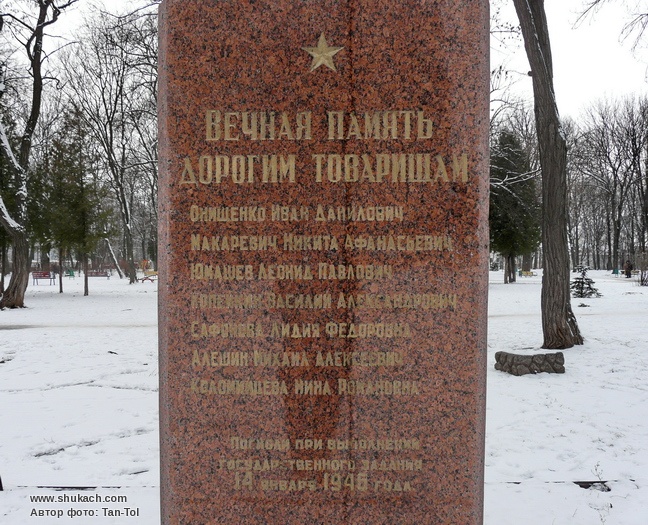 ВЕЧНАЯ ПАМЯТЬ
ДОРОГИМ ТОВАРИЩАМ
ОНИЩЕНКО ИВАН ДАНИЛОВИЧ
МАКАРЕВИЧ НИКИТА АФАНАСЬЕВИЧ
ЮМАШЕВ ЛЕОНИД ПАВЛОВИЧ
ВАСИЛИЙ АЛЕКСАНДРОВИЧ
САФОНОВА ЛИДИЯ ФЕДОРОВНА
АЛЕШИН МИХАИЛ АЛЕКСЕЕВИЧ
КОЛОМИЙЦЕВА НИНА РОМАНОВНА
ПОГИБЛИ ПРИ ВЫПОЛНЕНИИ
ГОСУДАРСТВЕННОГО ЗАДАНИЯ
14 ЯНВАРЯ 1946 ГОДА.
www.shukach.com
Автор фото: Tan-Tol